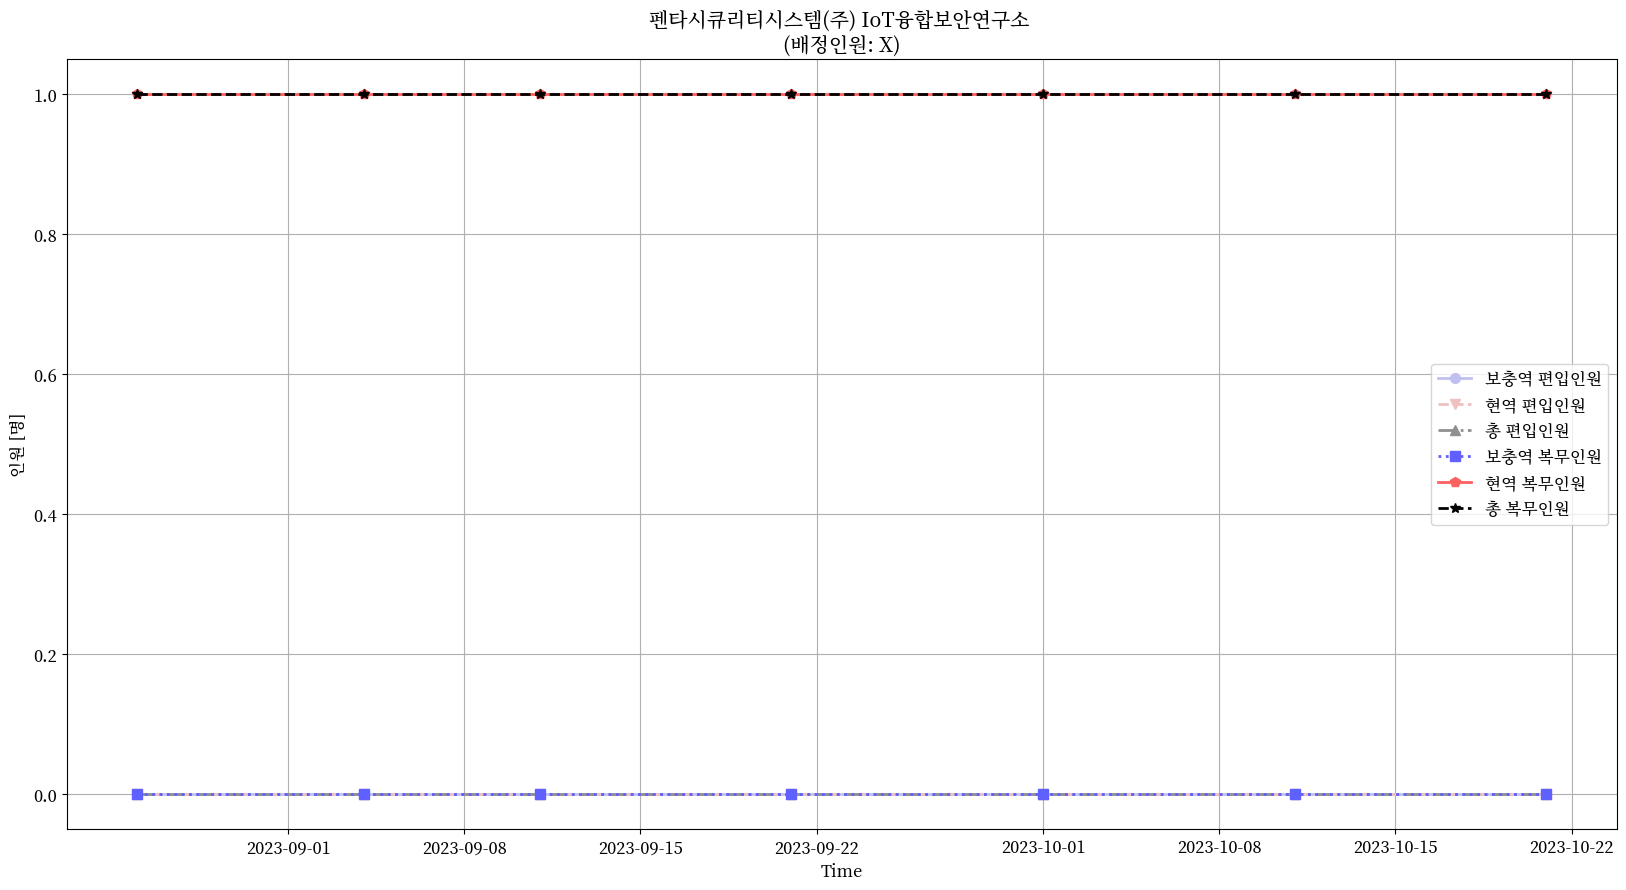 펜타시큐리티시스템(주) IoT융합보안연구소
(배정인원: X)
1.0
0.8
0.6
0.4
0.2
0.0
인원 [명]
보충역 편입인원
현역 편입인원
총 편입인원
보충역 복무인원
현역 복무인원
총 복무인원
2023-09-01 2023-09-08 2023-09-15 2023-09-22 2023-10-01 2023-10-08 2023-10-15 2023-10-22
Time